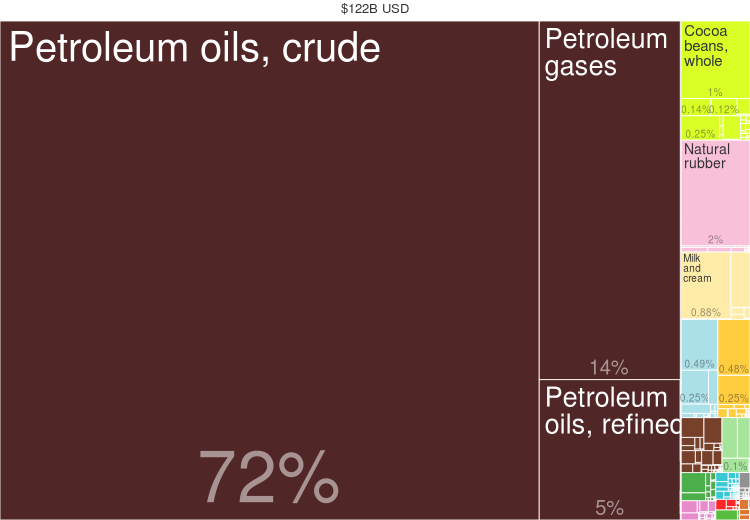 $122B USD
Petroleum oils, crude
72%
Petroleum
gases
14%
Petroleum
oils, refined
5%
Cocoa
beans,
whole
1%
0.14%
0.12%
0.25%
Natural
rubber
2%
Milk
and
cream
0.88%
0.49%
0.48%
0.25%
0.25%
0.1%